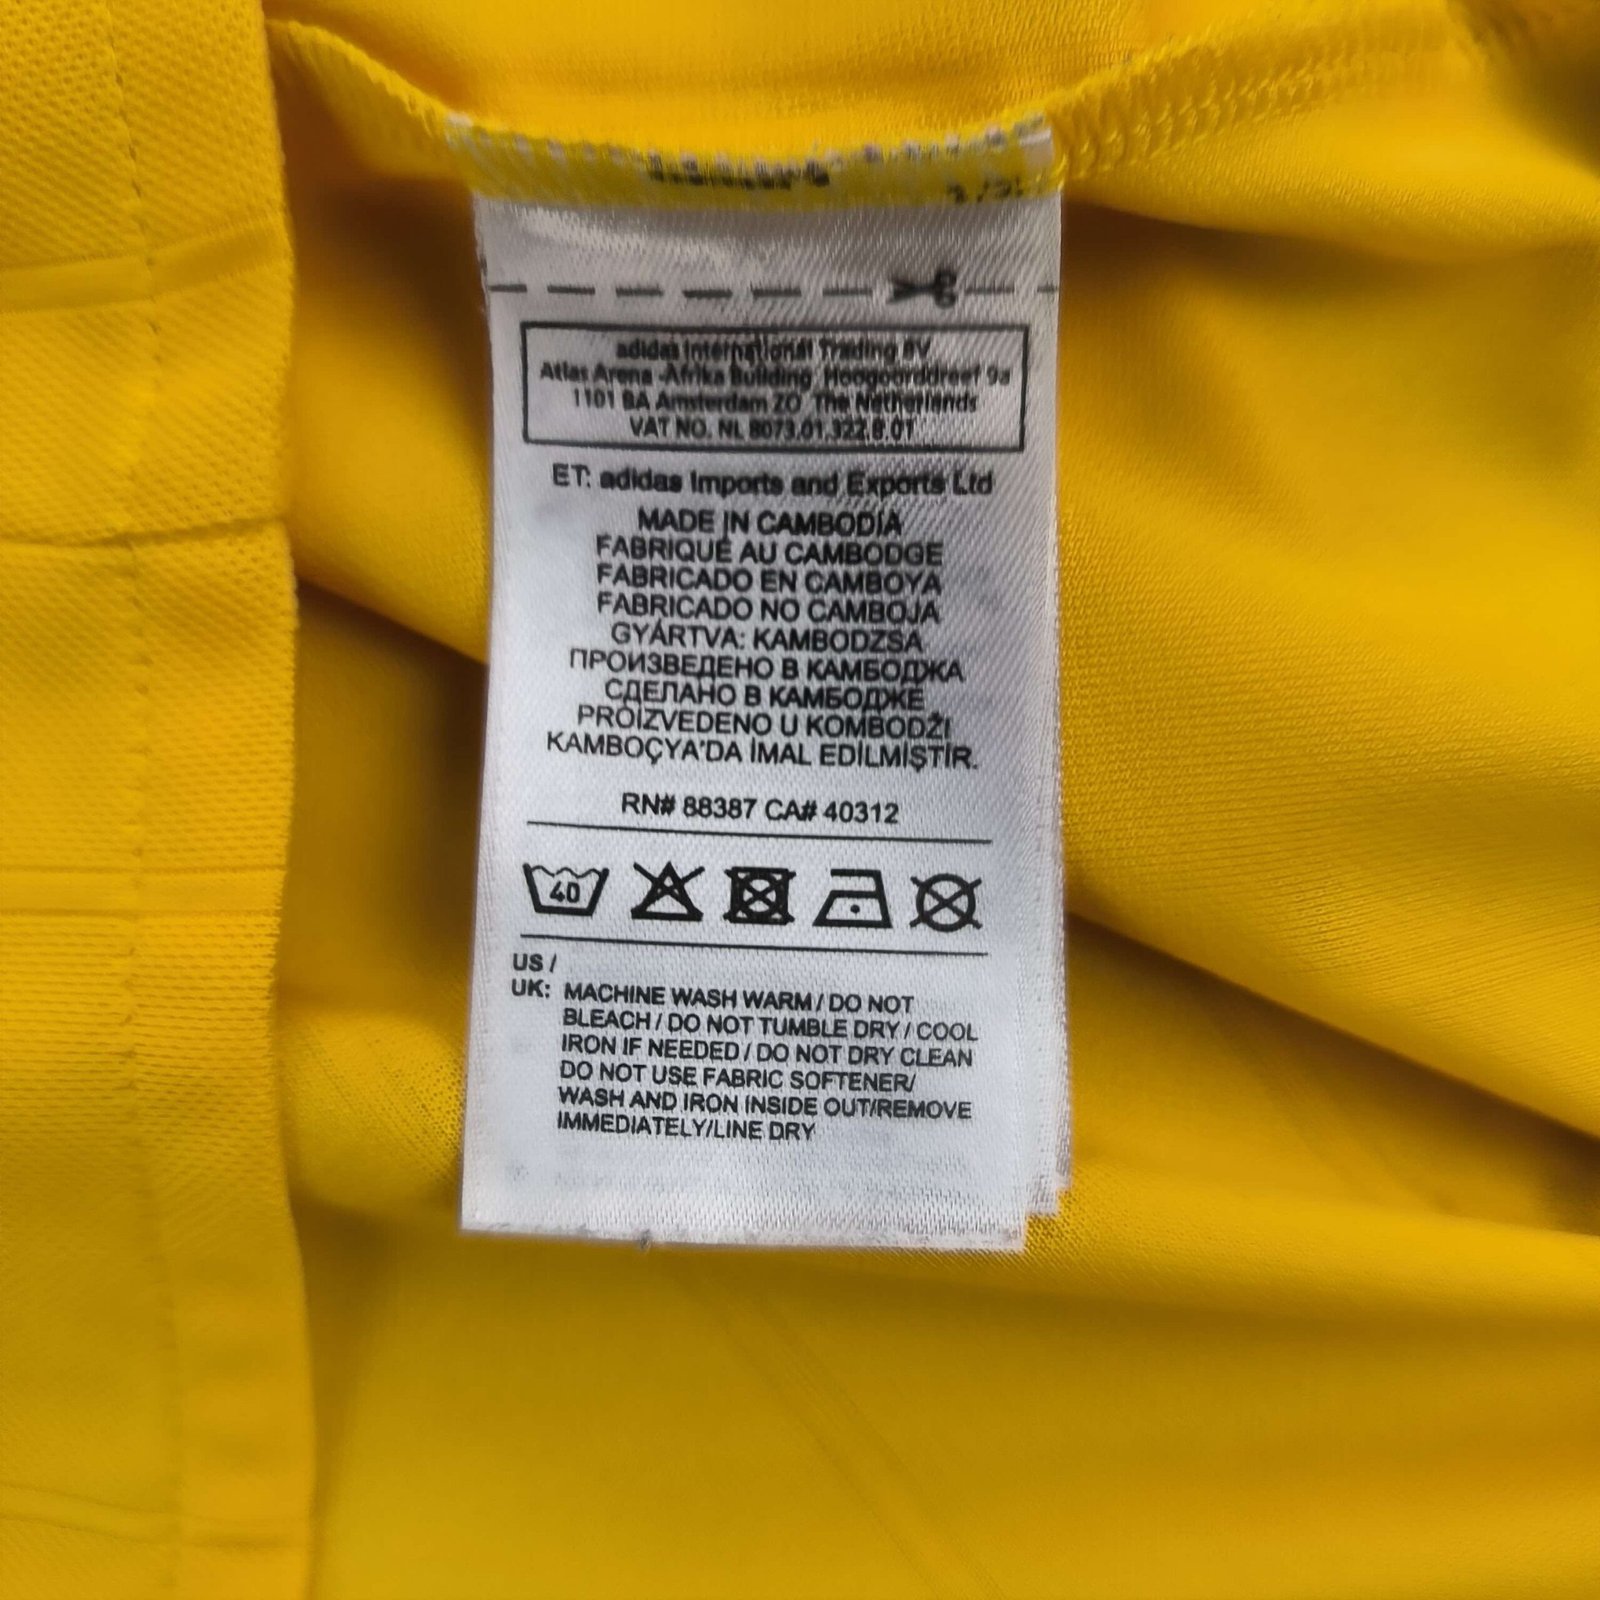 adidas International Trading BV
Atlas Arena -Afrika Building, Hoogoorddreef 9a
1101 BA Amsterdam ZO The Netherlands
VAT NO. NL 8073.01.322.B.01
ET: adidas Imports and Exports Ltd
MADE IN CAMBODIA
FABRIQUÉ AU CAMBODGE
FABRICADO EN CAMBOYA
FABRICADO NO CAMBOJA
GYÁRTVA: KAMBODZSA
ПРОИЗВЕДЕНО В КАМБОДЖА
СДЕЛАНО В КАМБОДЖЕ
PROIZVEDENO U KOMBODŽI
KAMBOÇYA'DA İMAL EDİLMİŞTİR.
RN# 88387 CA# 40312
40
US /
UK: MACHINE WASH WARM / DO NOT
BLEACH / DO NOT TUMBLE DRY / COOL
IRON IF NEEDED / DO NOT DRY CLEAN
DO NOT USE FABRIC SOFTENER/
WASH AND IRON INSIDE OUT/REMOVE
IMMEDIATELY/LINE DRY